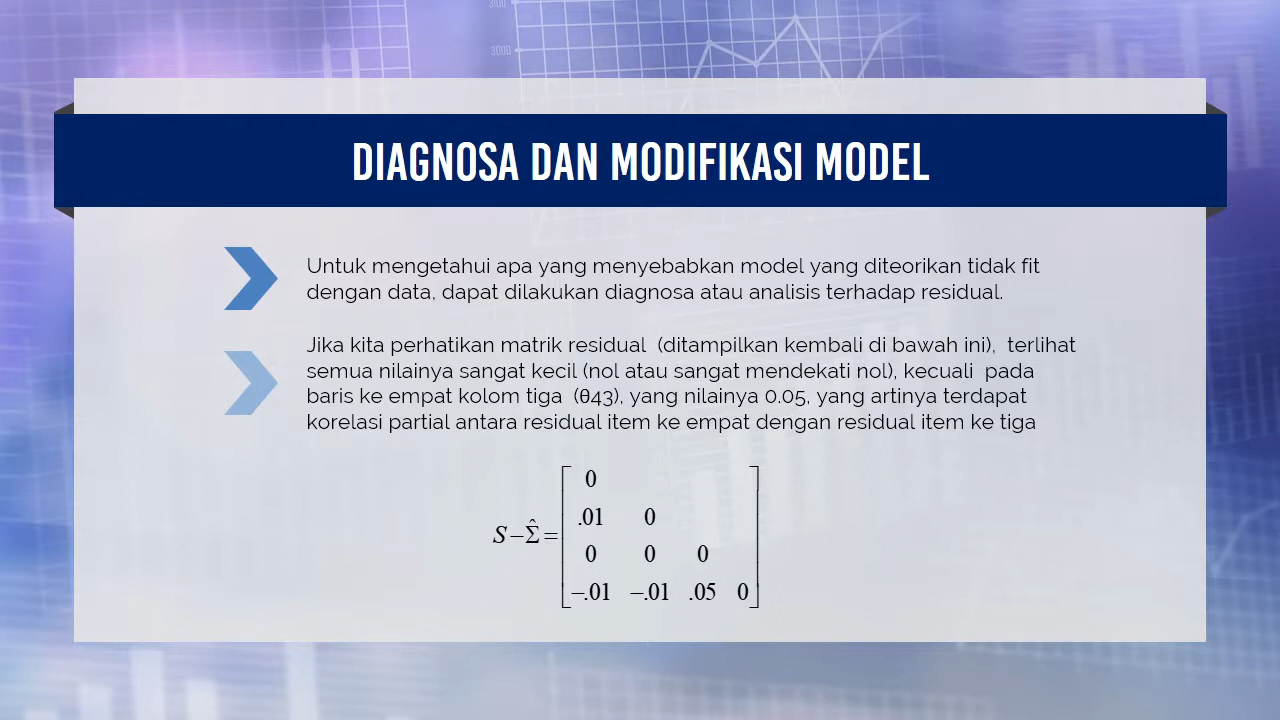 3000
DIAGNOSA DAN MODIFIKASI MODEL
Untuk mengetahui apa yang menyebabkan model yang diteorikan tidak fit
dengan data, dapat dilakukan diagnosa atau analisis terhadap residual.
Jika kita perhatikan matrik residual (ditampilkan kembali di bawah ini), terlihat
semua nilainya sangat kecil (nol atau sangat mendekati nol), kecuali pada
baris ke empat kolom tiga (θ43), yang nilainya 0.05, yang artinya terdapat
korelasi partial antara residual item ke empat dengan residual item ke tiga
0
.01 0
S−Σ̂=
0 0 0
−.01 −.01 .05 0